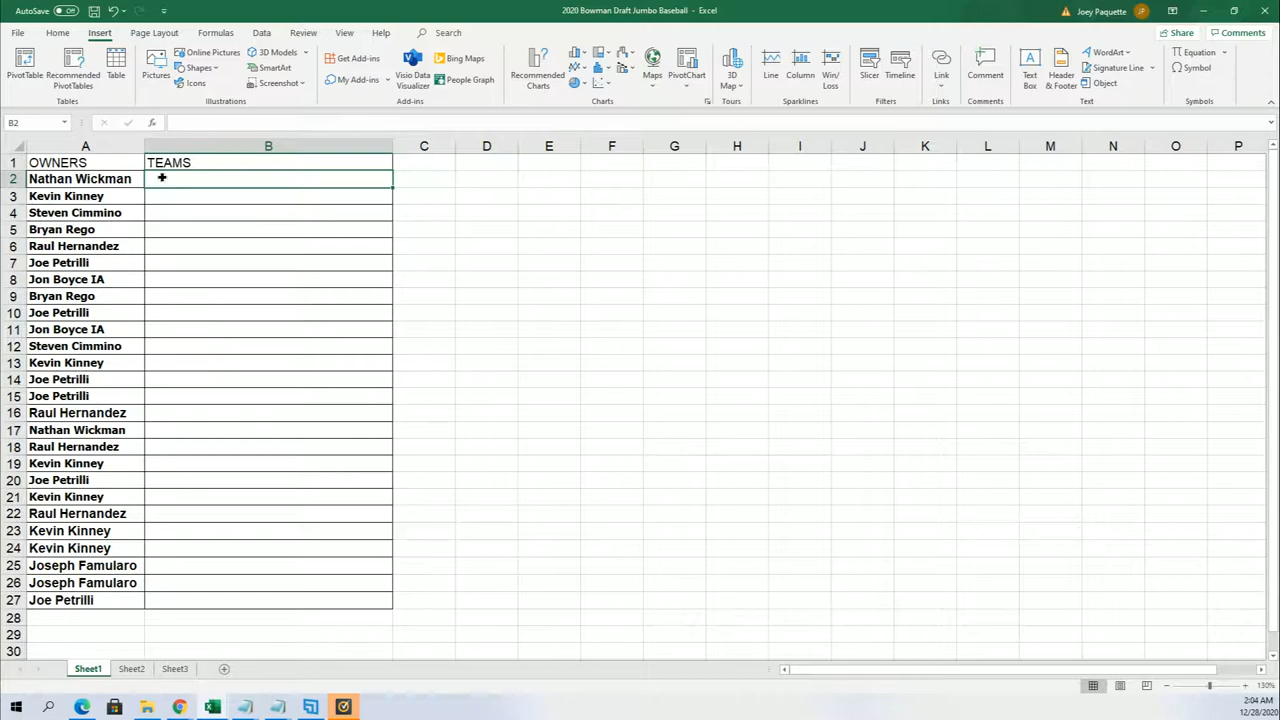 AutoSave Off 2020 Bowman Draft Jumbo Baseball - Excel Joey Paquette JP
File Home Insert Page Layout Formulas Data Review View Help Search Share Comments
PivotTable Recommended PivotTables Table Pictures Online Pictures Shapes Icons 3D Models SmartArt Screenshot Get Add-ins My Add-ins Visio Data Visualizer Bing Maps People Graph Recommended Charts Maps PivotChart 3D Map Line Column Win/Loss Slicer Timeline Link Comment Text Box Header & Footer WordArt Signature Line Object Equation Symbol
Tables Illustrations Add-ins Charts Tours Sparklines Filters Links Comments Text Symbols
B2 fx
A B C D E F G H I J K L M N O P
1 OWNERS TEAMS
2 Nathan Wickman
3 Kevin Kinney
4 Steven Cimmino
5 Bryan Rego
6 Raul Hernandez
7 Joe Petrilli
8 Jon Boyce IA
9 Bryan Rego
10 Joe Petrilli
11 Jon Boyce IA
12 Steven Cimmino
13 Kevin Kinney
14 Joe Petrilli
15 Joe Petrilli
16 Raul Hernandez
17 Nathan Wickman
18 Raul Hernandez
19 Kevin Kinney
20 Joe Petrilli
21 Kevin Kinney
22 Raul Hernandez
23 Kevin Kinney
24 Kevin Kinney
25 Joseph Famularo
26 Joseph Famularo
27 Joe Petrilli
28
29
30
Sheet1 Sheet2 Sheet3
130%
2:04 AM
12/28/2020